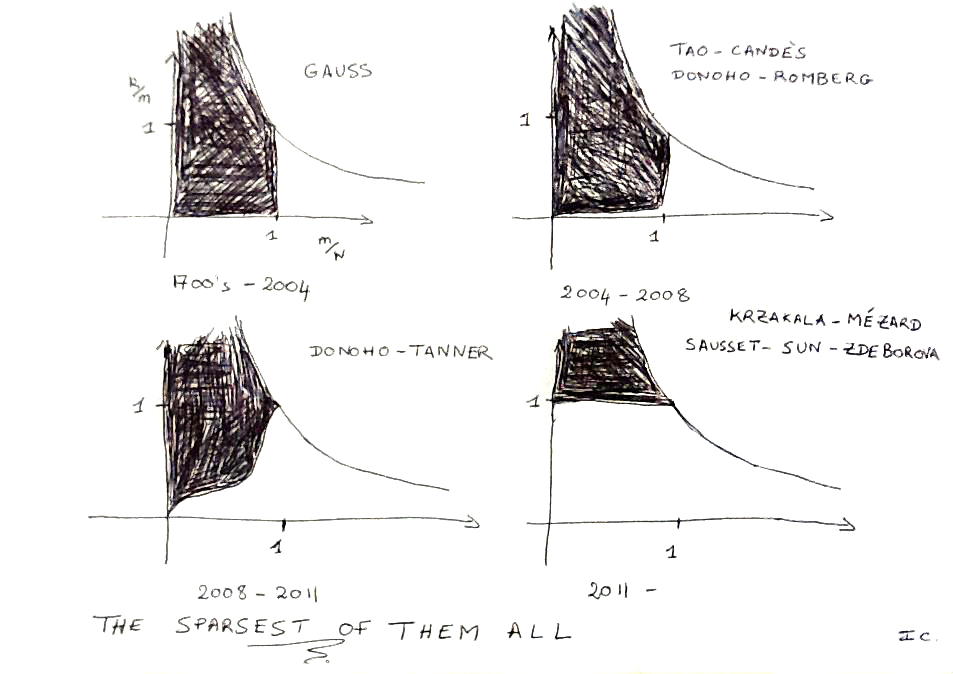 GAUSS
k/m
1
1
m/N
1700's - 2004
TAO - CANDÈS
DONOHO - ROMBERG
1
1
2004 - 2008
DONOHO - TANNER
1
1
2008 - 2011
KRZAKALA - MÉZARD
SAUSSET - SUN - ZDEBOROVA
1
1
2011 -
THE SPARSEST OF THEM ALL
IC.